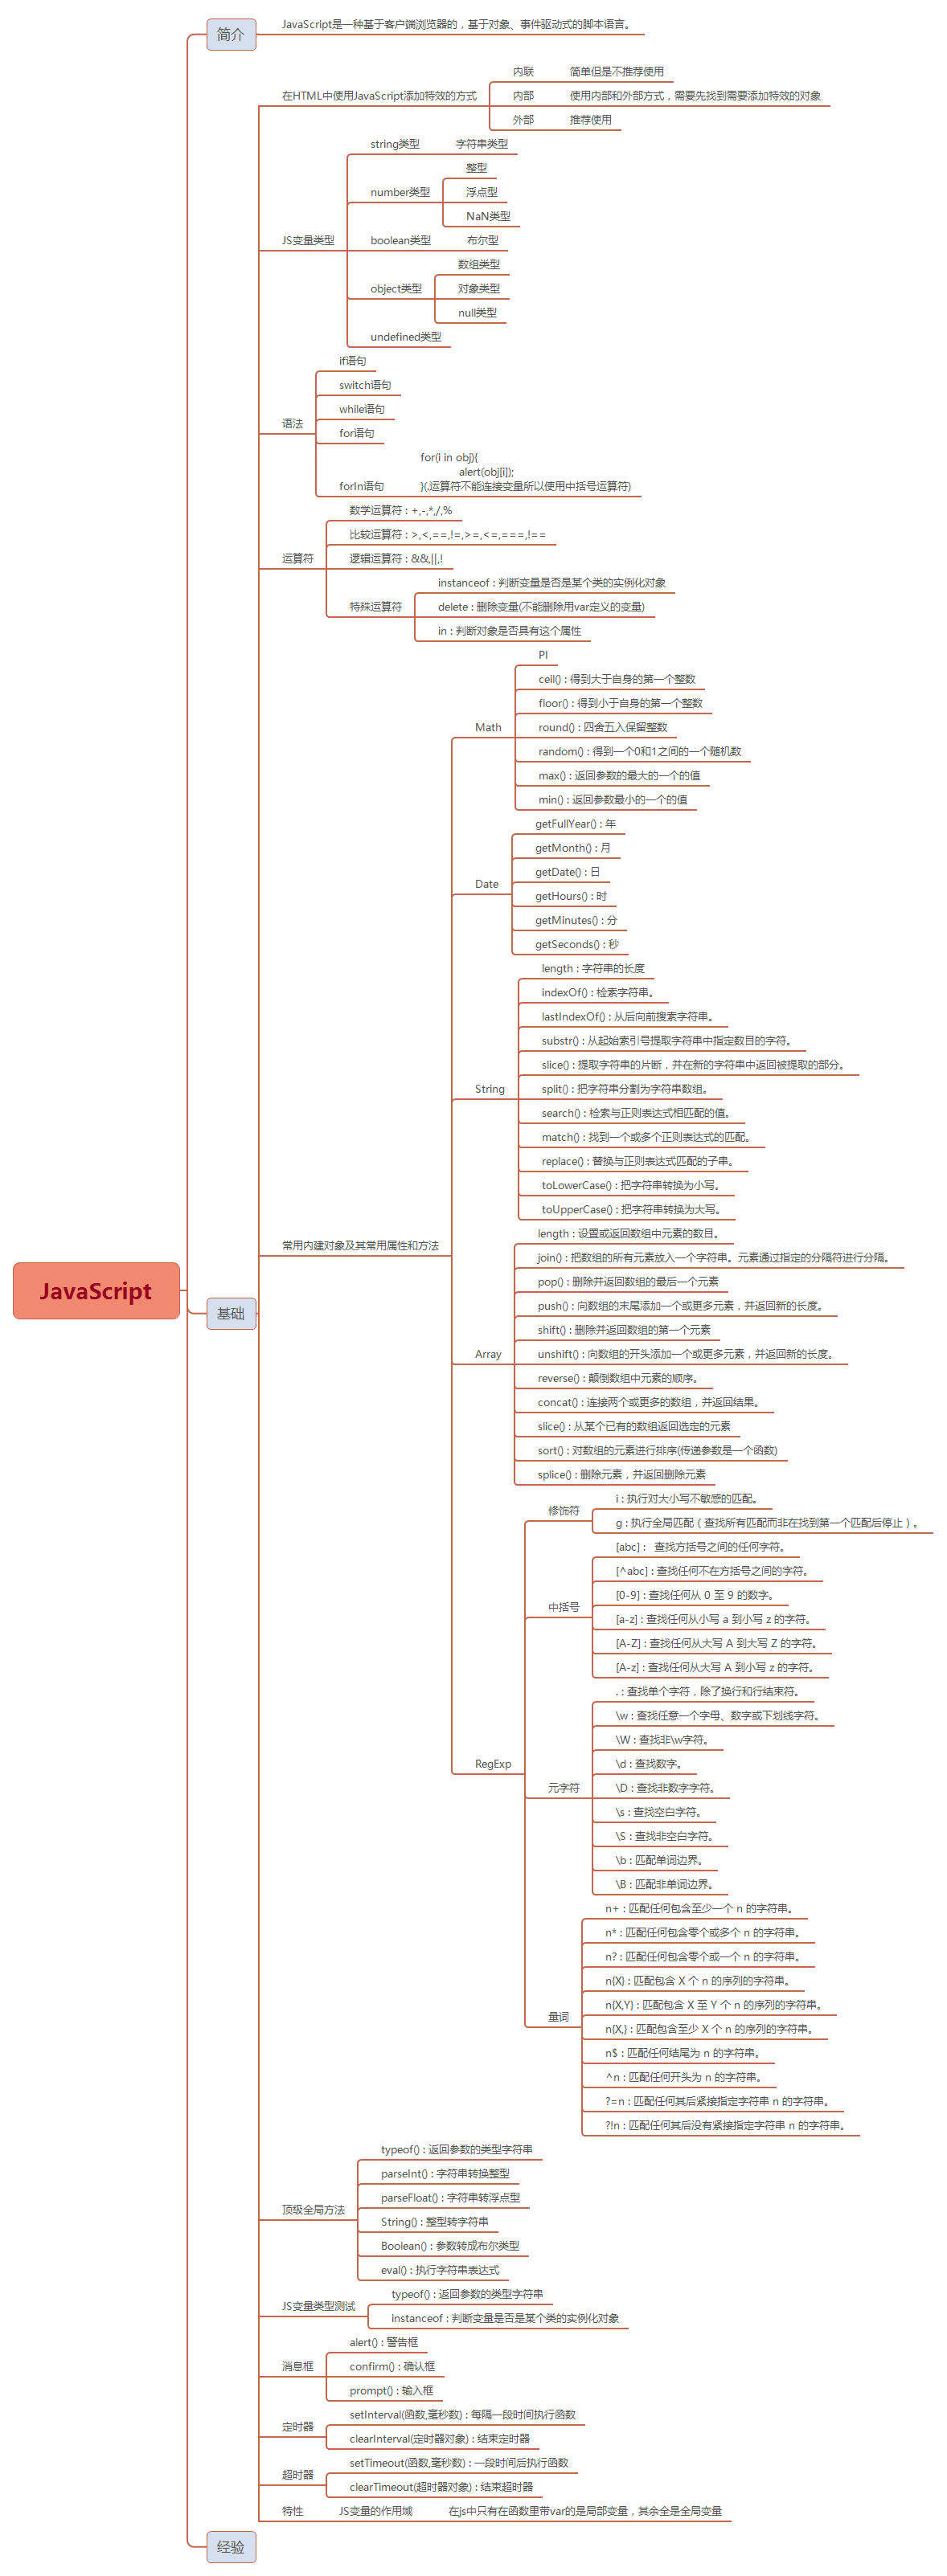 JavaScript
简介
JavaScript是一种基于客户端浏览器的，基于对象、事件驱动式的脚本语言。
基础
在HTML中使用JavaScript添加特效的方式
内联 简单但是不推荐使用
内部 使用内部和外部方式，需要先找到需要添加特效的对象
外部 推荐使用
JS变量类型
string类型 字符串类型
number类型
整型
浮点型
NaN类型
boolean类型 布尔型
object类型
数组类型
对象类型
null类型
undefined类型
语法
if语句
switch语句
while语句
for语句
forIn语句
for(i in obj){
alert(obj[i]);
}(.运算符不能连接变量所以使用中括号运算符)
运算符
数学运算符 : +,-,*,/,%
比较运算符 : >,<,==,!=,>=,<=,===,!==
逻辑运算符 : &&,||,!
特殊运算符
instanceof : 判断变量是否是某个类的实例化对象
delete : 删除变量(不能删除用var定义的变量)
in : 判断对象是否具有这个属性
常用内建对象及其常用属性和方法
Math
PI
ceil() : 得到大于自身的第一个整数
floor() : 得到小于自身的第一个整数
round() : 四舍五入保留整数
random() : 得到一个0和1之间的一个随机数
max() : 返回参数的最大的一个的值
min() : 返回参数最小的一个的值
Date
getFullYear() : 年
getMonth() : 月
getDate() : 日
getHours() : 时
getMinutes() : 分
getSeconds() : 秒
String
length : 字符串的长度
indexOf() : 检索字符串。
lastIndexOf() : 从后向前搜索字符串。
substr() : 从起始索引号提取字符串中指定数目的字符。
slice() : 提取字符串的片断，并在新的字符串中返回被提取的部分。
split() : 把字符串分割为字符串数组。
search() : 检索与正则表达式相匹配的值。
match() : 找到一个或多个正则表达式的匹配。
replace() : 替换与正则表达式匹配的子串。
toLowerCase() : 把字符串转换为小写。
toUpperCase() : 把字符串转换为大写。
Array
length : 设置或返回数组中元素的数目。
join() : 把数组的所有元素放入一个字符串。元素通过指定的分隔符进行分隔。
pop() : 删除并返回数组的最后一个元素
push() : 向数组的末尾添加一个或更多元素，并返回新的长度。
shift() : 删除并返回数组的第一个元素
unshift() : 向数组的开头添加一个或更多元素，并返回新的长度。
reverse() : 颠倒数组中元素的顺序。
concat() : 连接两个或更多的数组，并返回结果。
slice() : 从某个已有的数组返回选定的元素
sort() : 对数组的元素进行排序(传递参数是一个函数)
splice() : 删除元素，并返回删除元素
RegExp
修饰符
i : 执行对大小写不敏感的匹配。
g : 执行全局匹配（查找所有匹配而非在找到第一个匹配后停止）。
中括号
[abc] : 查找方括号之间的任何字符。
[^abc] : 查找任何不在方括号之间的字符。
[0-9] : 查找任何从 0 至 9 的数字。
[a-z] : 查找任何从小写 a 到小写 z 的字符。
[A-Z] : 查找任何从大写 A 到大写 Z 的字符。
[A-z] : 查找任何从大写 A 到小写 z 的字符。
元字符
. : 查找单个字符，除了换行和行结束符。
\w : 查找任意一个字母、数字或下划线字符。
\W : 查找非\w字符。
\d : 查找数字。
\D : 查找非数字字符。
\s : 查找空白字符。
\S : 查找非空白字符。
\b : 匹配单词边界。
\B : 匹配非单词边界。
量词
n+ : 匹配任何包含至少一个 n 的字符串。
n* : 匹配任何包含零个或多个 n 的字符串。
n? : 匹配任何包含零个或一个 n 的字符串。
n{X} : 匹配包含 X 个 n 的序列的字符串。
n{X,Y} : 匹配包含 X 至 Y 个 n 的序列的字符串。
n{X,} : 匹配包含至少 X 个 n 的序列的字符串。
n$ : 匹配任何结尾为 n 的字符串。
^n : 匹配任何开头为 n 的字符串。
?=n : 匹配任何其后紧接指定字符串 n 的字符串。
?!n : 匹配任何其后没有紧接指定字符串 n 的字符串。
顶级全局方法
typeof() : 返回参数的类型字符串
parseInt() : 字符串转换整型
parseFloat() : 字符串转浮点型
String() : 整型转字符串
Boolean() : 参数转成布尔类型
eval() : 执行字符串表达式
JS变量类型测试
typeof() : 返回参数的类型字符串
instanceof : 判断变量是否是某个类的实例化对象
消息框
alert() : 警告框
confirm() : 确认框
prompt() : 输入框
定时器
setInterval(函数,毫秒数) : 每隔一段时间执行函数
clearInterval(定时器对象) : 结束定时器
超时器
setTimeout(函数,毫秒数) : 一段时间后执行函数
clearTimeout(超时器对象) : 结束超时器
特性 JS变量的作用域 在js中只有在函数里带var的是局部变量，其余全是全局变量
经验